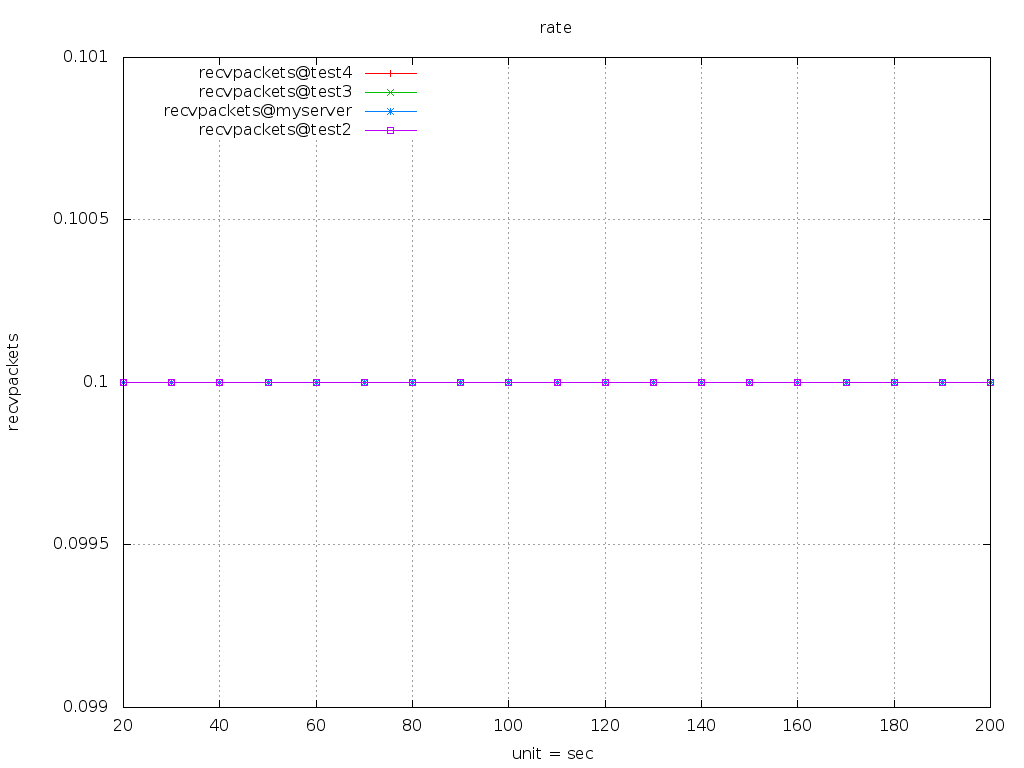 rate
0.101
recvpackets@test4
recvpackets@test3
recvpackets@myserver
recvpackets@test2
0.1005
recvpackets
0.1
0.0995
0.099
20 40 60 80 100 120 140 160 180 200
unit = sec